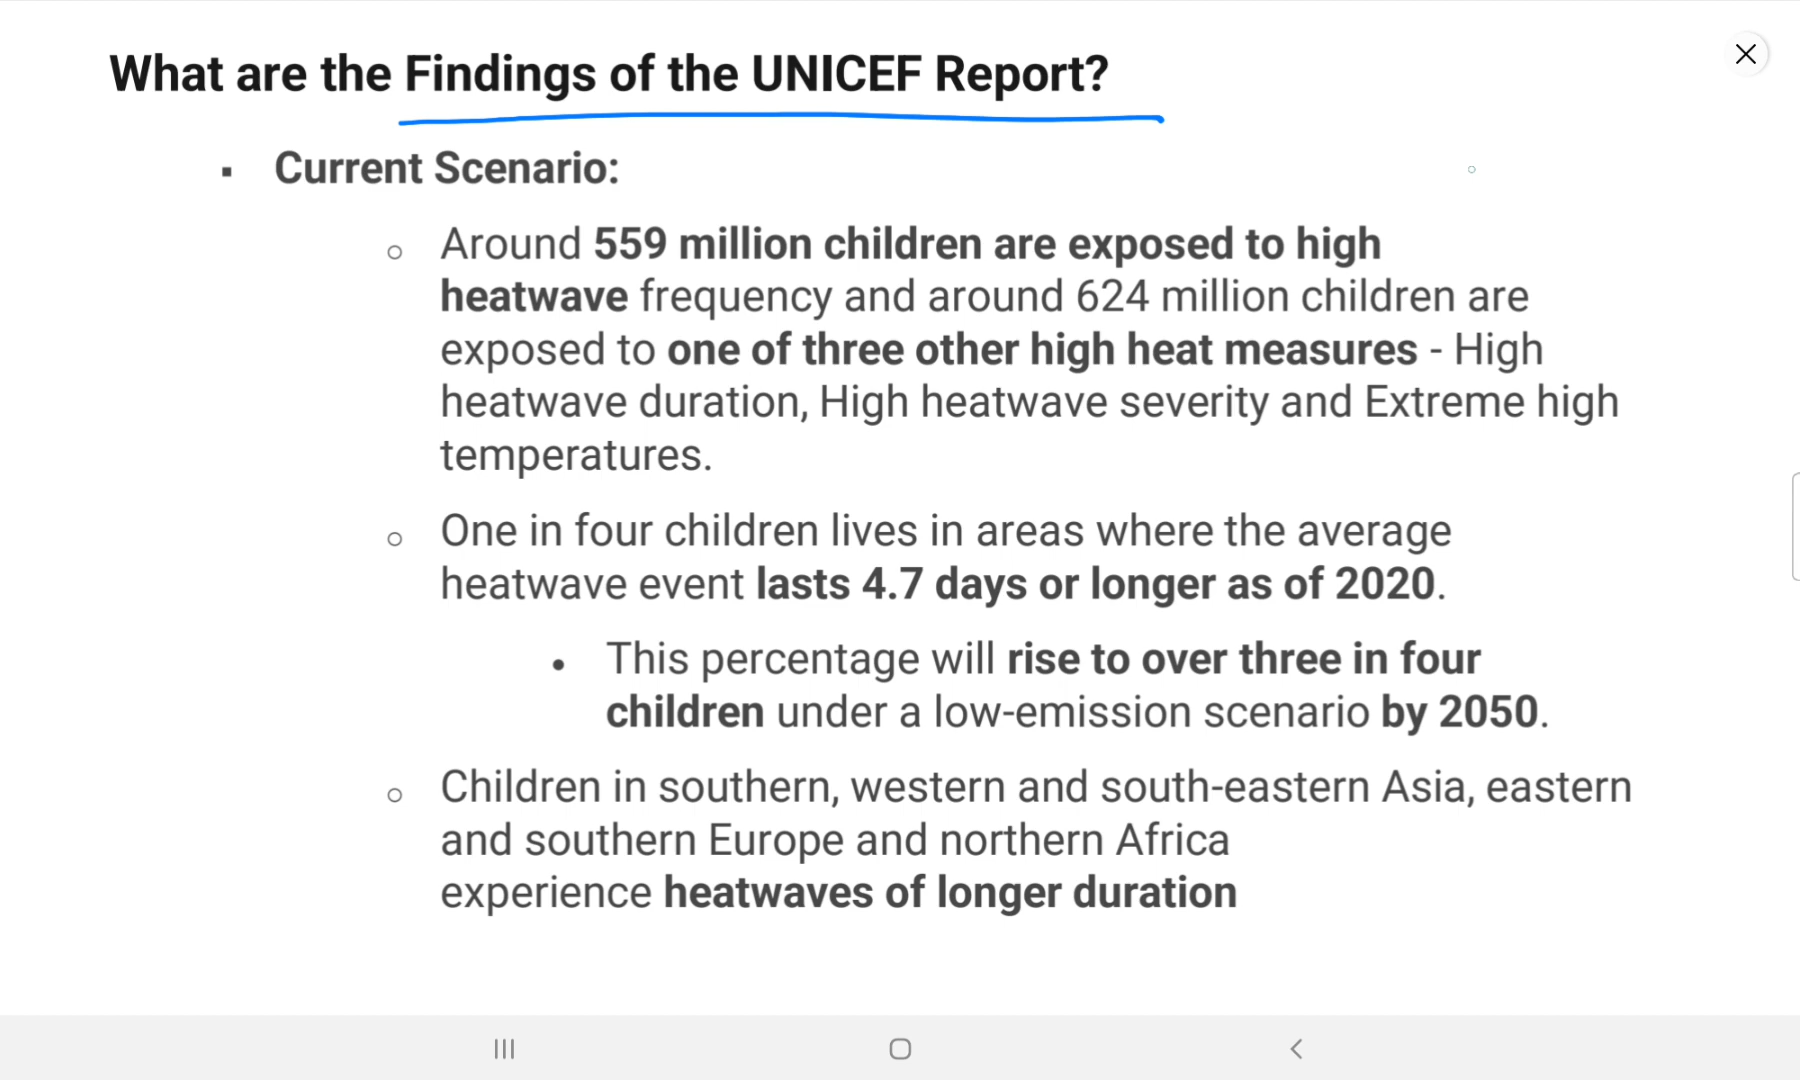 What are the Findings of the UNICEF Report?
▪ Current Scenario:
○ Around 559 million children are exposed to high
heatwave frequency and around 624 million children are
exposed to one of three other high heat measures - High
heatwave duration, High heatwave severity and Extreme high
temperatures.
○ One in four children lives in areas where the average
heatwave event lasts 4.7 days or longer as of 2020.
• This percentage will rise to over three in four
children under a low-emission scenario by 2050.
○ Children in southern, western and south-eastern Asia, eastern
and southern Europe and northern Africa
experience heatwaves of longer duration